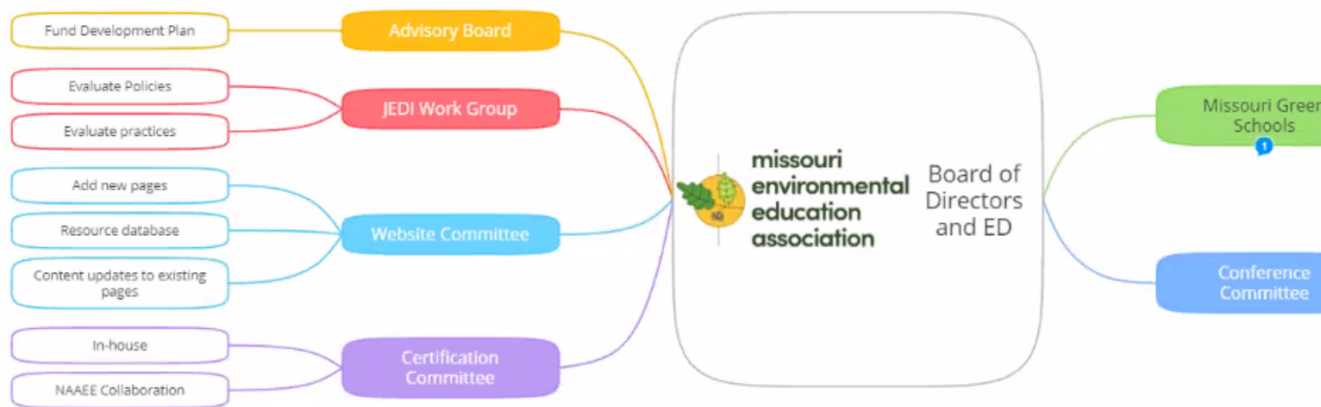 Fund Development Plan
Advisory Board
Evaluate Policies
Evaluate practices
JEDI Work Group
Add new pages
Resource database
Content updates to existing
pages
Website Committee
In-house
NAAEE Collaboration
Certification
Committee
missouri
environmental
education
association
Board of
Directors
and ED
Missouri Green
Schools
1
Conference
Committee